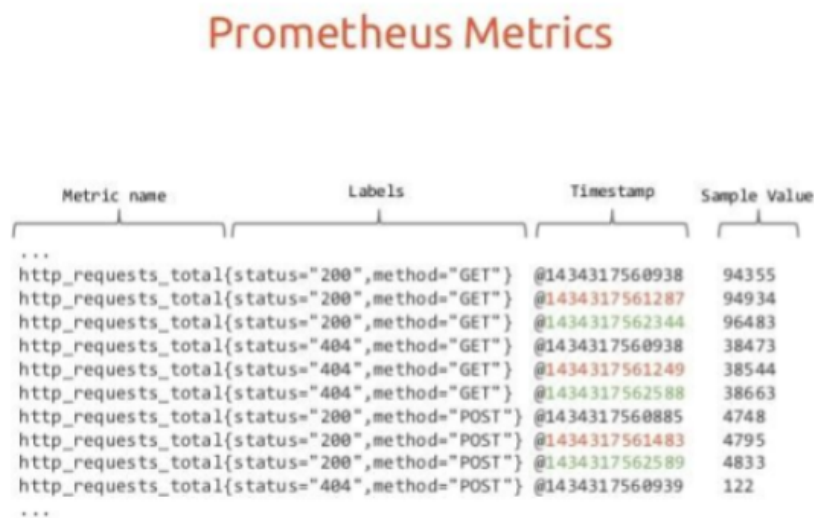 Prometheus Metrics
Metric name Labels Timestamp Sample Value
...
http_requests_total{status="200",method="GET"} @1434317560938 94355
http_requests_total{status="200",method="GET"} @1434317561287 94934
http_requests_total{status="200",method="GET"} @1434317562344 96483
http_requests_total{status="404",method="GET"} @1434317560938 38473
http_requests_total{status="404",method="GET"} @1434317561249 38544
http_requests_total{status="404",method="GET"} @1434317562588 38663
http_requests_total{status="200",method="POST"} @1434317560885 4748
http_requests_total{status="200",method="POST"} @1434317561483 4795
http_requests_total{status="200",method="POST"} @1434317562589 4833
http_requests_total{status="404",method="POST"} @1434317560939 122
...